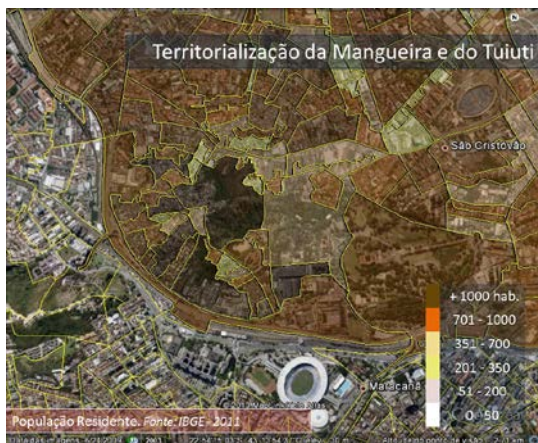 Territorialização da Mangueira e do Tuiuti
São Cristóvão
+ 1000 hab.
701 - 1000
351 - 700
201 - 350
51 - 200
0 - 50
Maracanã
População Residente. Fonte: IBGE - 2011